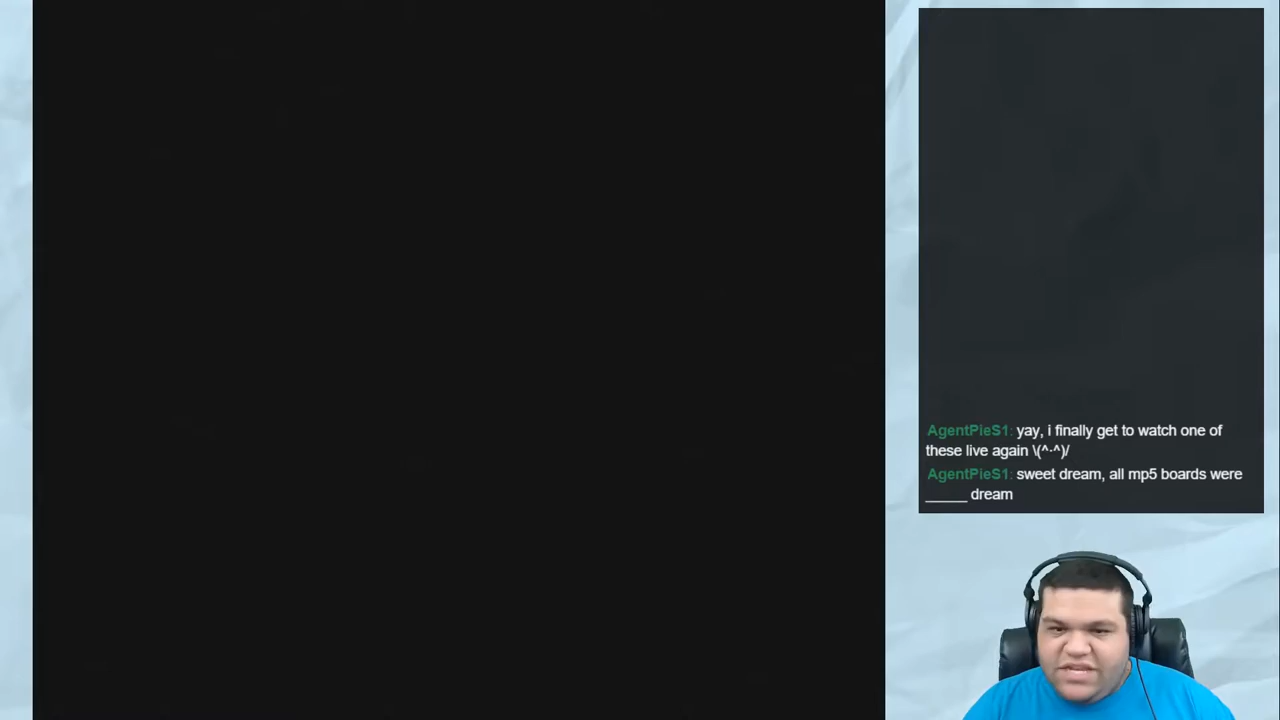 AgentPieS1: yay, i finally get to watch one of
these live again \(^-^)/
AgentPieS1: sweet dream, all mp5 boards were
_____ dream